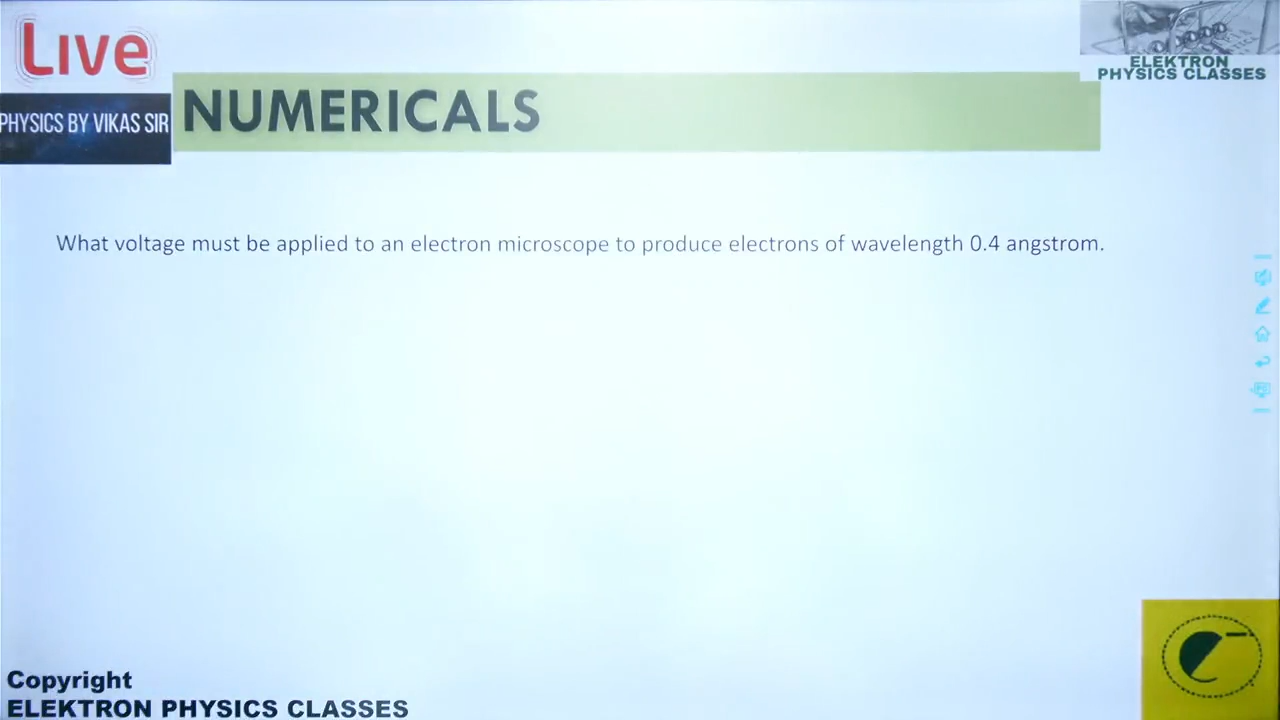 Live
ELEKTRON
PHYSICS CLASSES
PHYSICS BY VIKAS SIR
NUMERICALS
What voltage must be applied to an electron microscope to produce electrons of wavelength 0.4 angstrom.
Copyright
ELEKTRON PHYSICS CLASSES